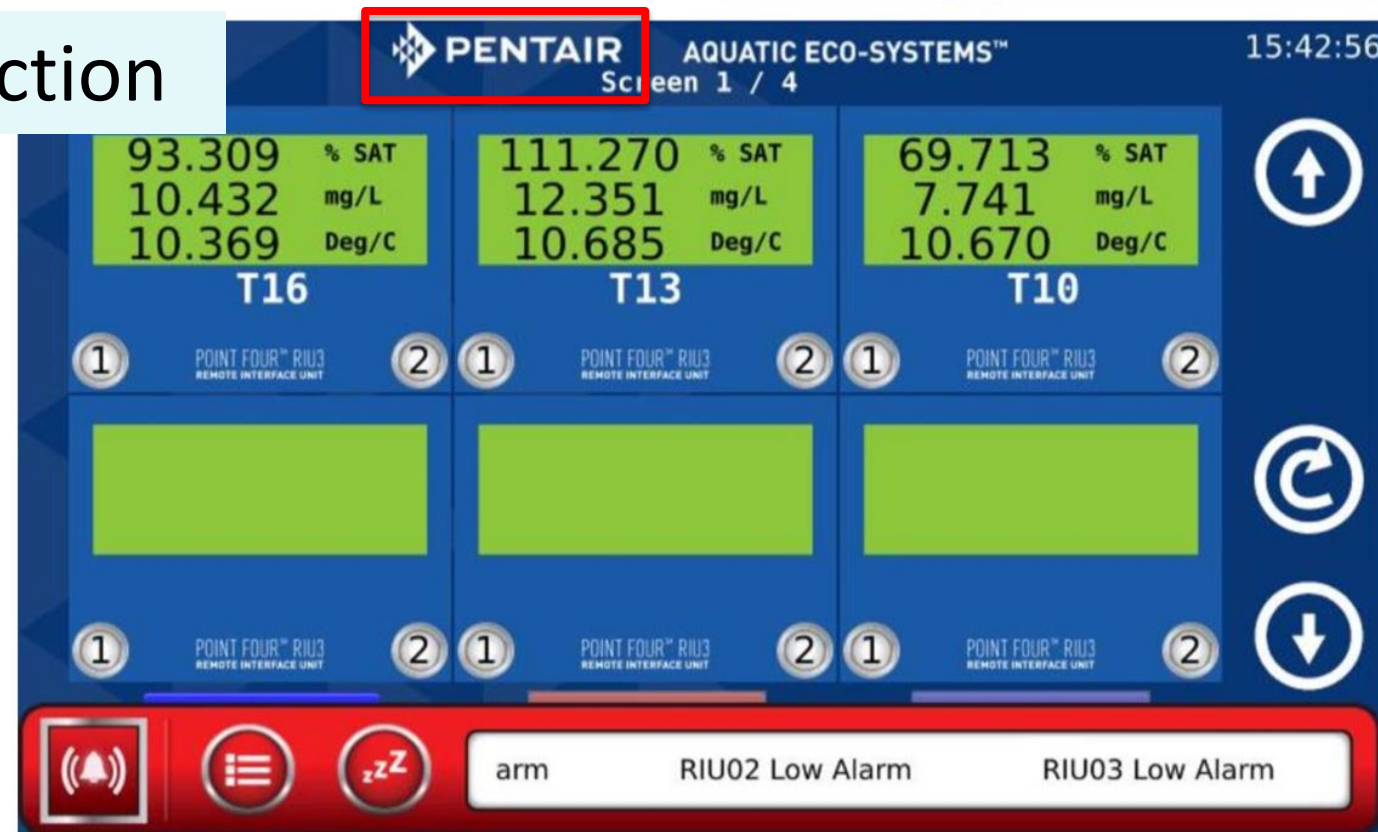 ction
PENTAIR AQUATIC ECO-SYSTEMS™ 15:42:56
Screen 1 / 4
93.309 % SAT
10.432 mg/L
10.369 Deg/C
T16
1 POINT FOUR™ RIU3 2
REMOTE INTERFACE UNIT
111.270 % SAT
12.351 mg/L
10.685 Deg/C
T13
1 POINT FOUR™ RIU3 2
REMOTE INTERFACE UNIT
69.713 % SAT
7.741 mg/L
10.670 Deg/C
T10
1 POINT FOUR™ RIU3 2
REMOTE INTERFACE UNIT
1 POINT FOUR™ RIU3 2
REMOTE INTERFACE UNIT
1 POINT FOUR™ RIU3 2
REMOTE INTERFACE UNIT
1 POINT FOUR™ RIU3 2
REMOTE INTERFACE UNIT
zzZ
arm RIU02 Low Alarm RIU03 Low Alarm